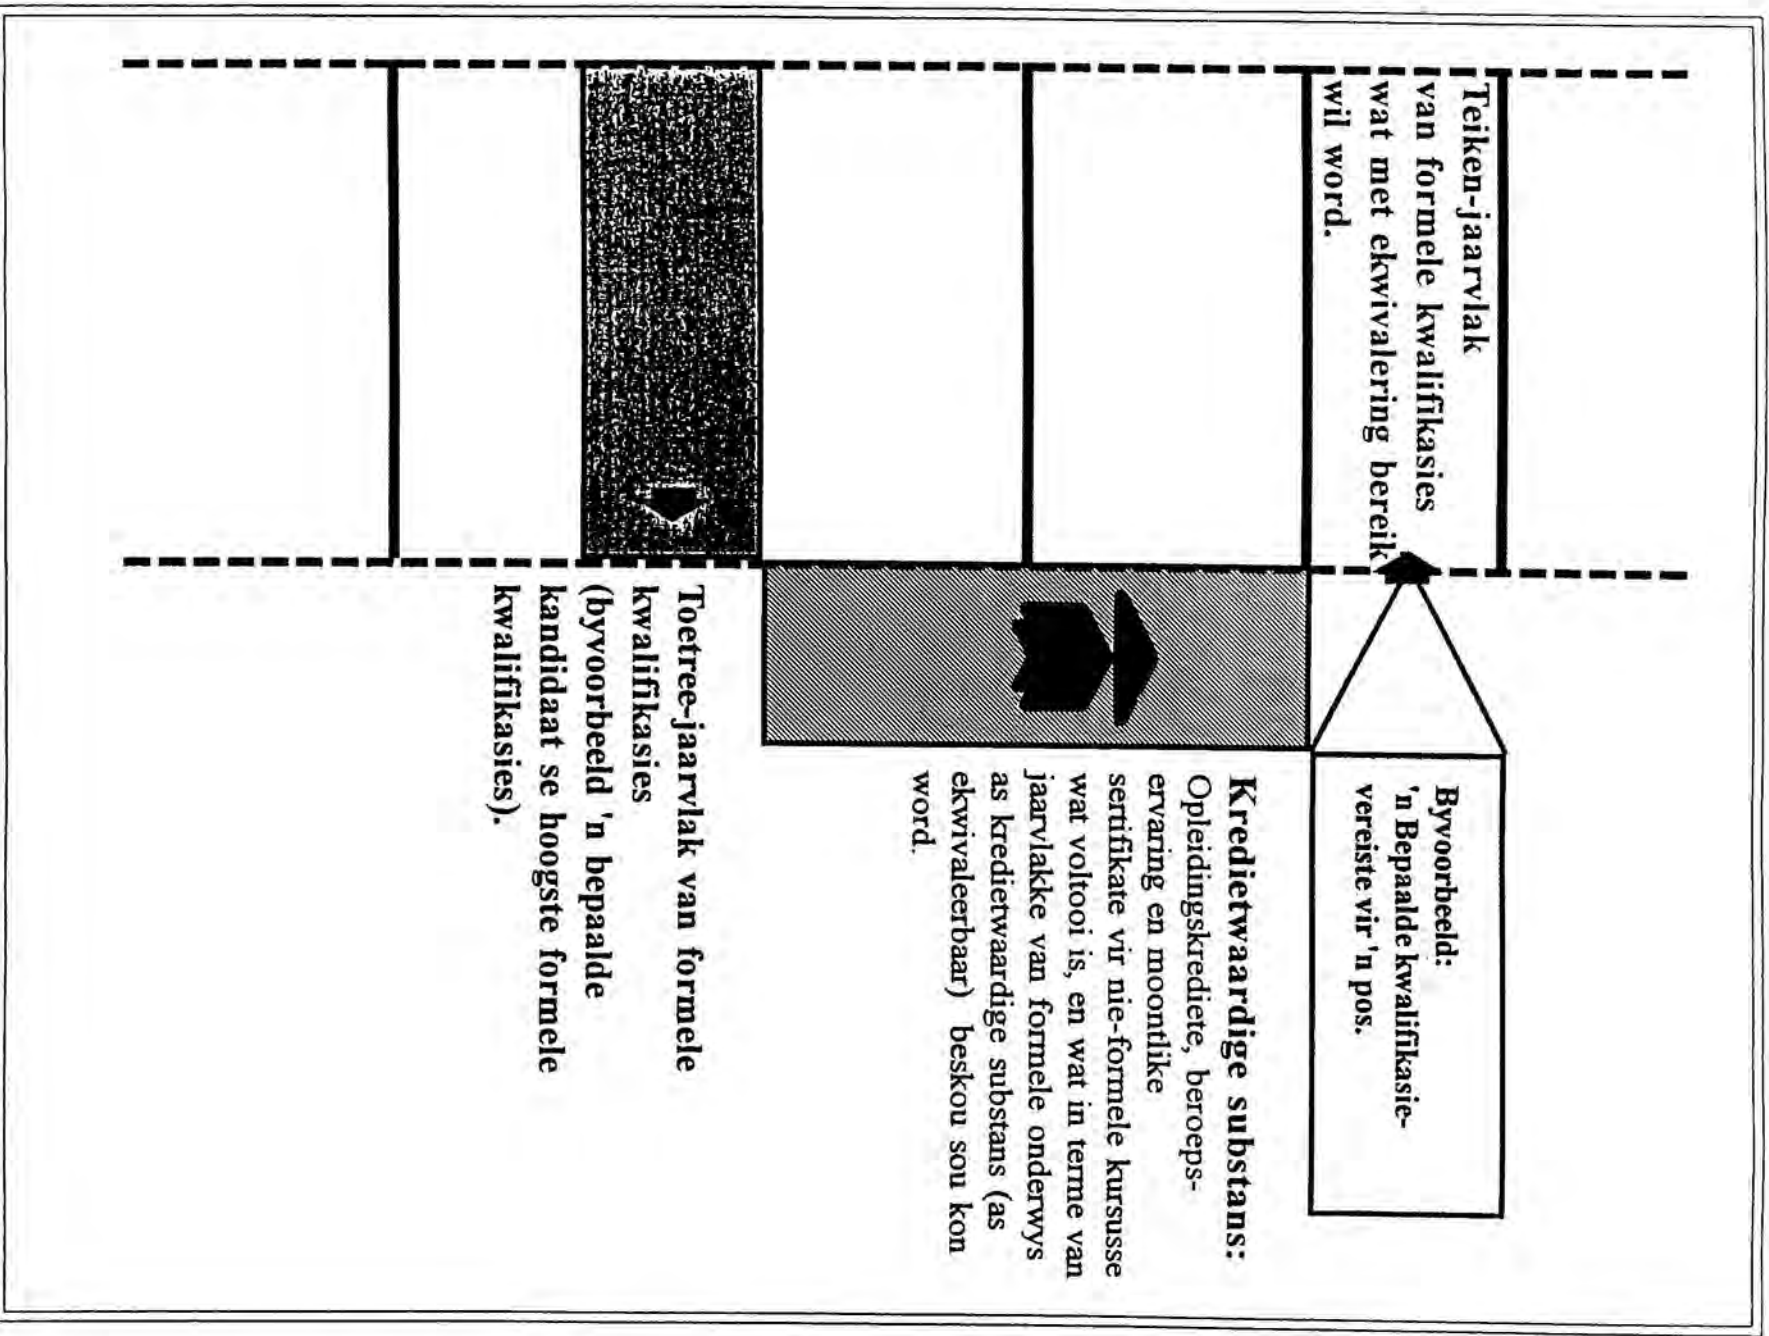 Teiken-jaarvlak
van formele kwalifikasies
wat met ekwivalering bereik
wil word.
Byvoorbeeld:
'n Bepaalde kwalifikasie-
vereiste vir 'n pos.
Kredietwaardige substans:
Opleidingskrediete, beroeps-
ervaring en moontlike
sertifikate vir nie-formele kursusse
wat voltooi is, en wat in terme van
jaarvlakke van formele onderwys
as kredietwaardige substans (as
ekwivaleerbaar) beskou sou kon
word.
Toetree-jaarvlak van formele
kwalifikasies
(byvoorbeeld 'n bepaalde
kandidaat se hoogste formele
kwalifikasies).